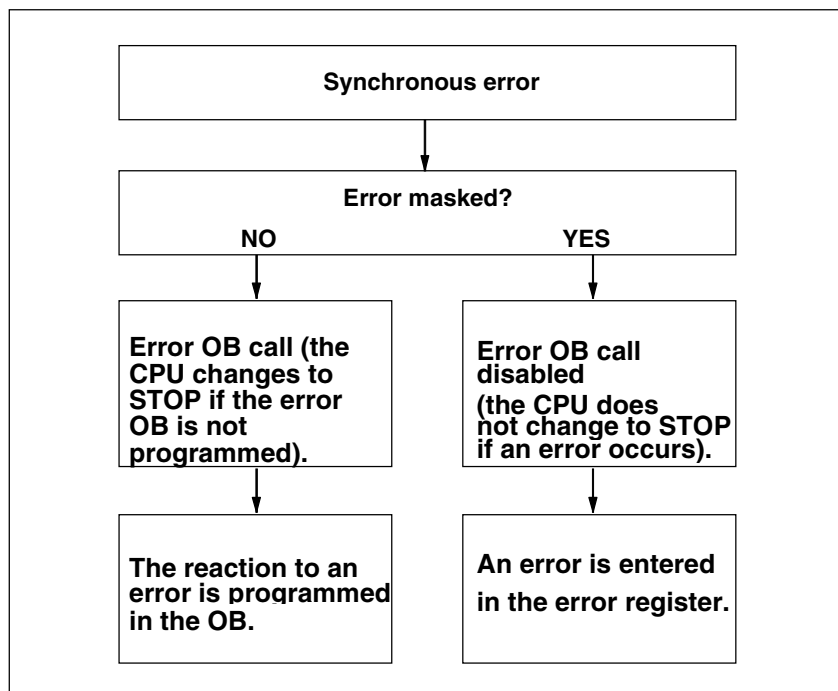 Synchronous error
Error masked?
NO
YES
Error OB call (the
CPU changes to
STOP if the error
OB is not
programmed).
Error OB call
disabled
(the CPU does
not change to STOP
if an error occurs).
The reaction to an
error is programmed
in the OB.
An error is entered
in the error register.